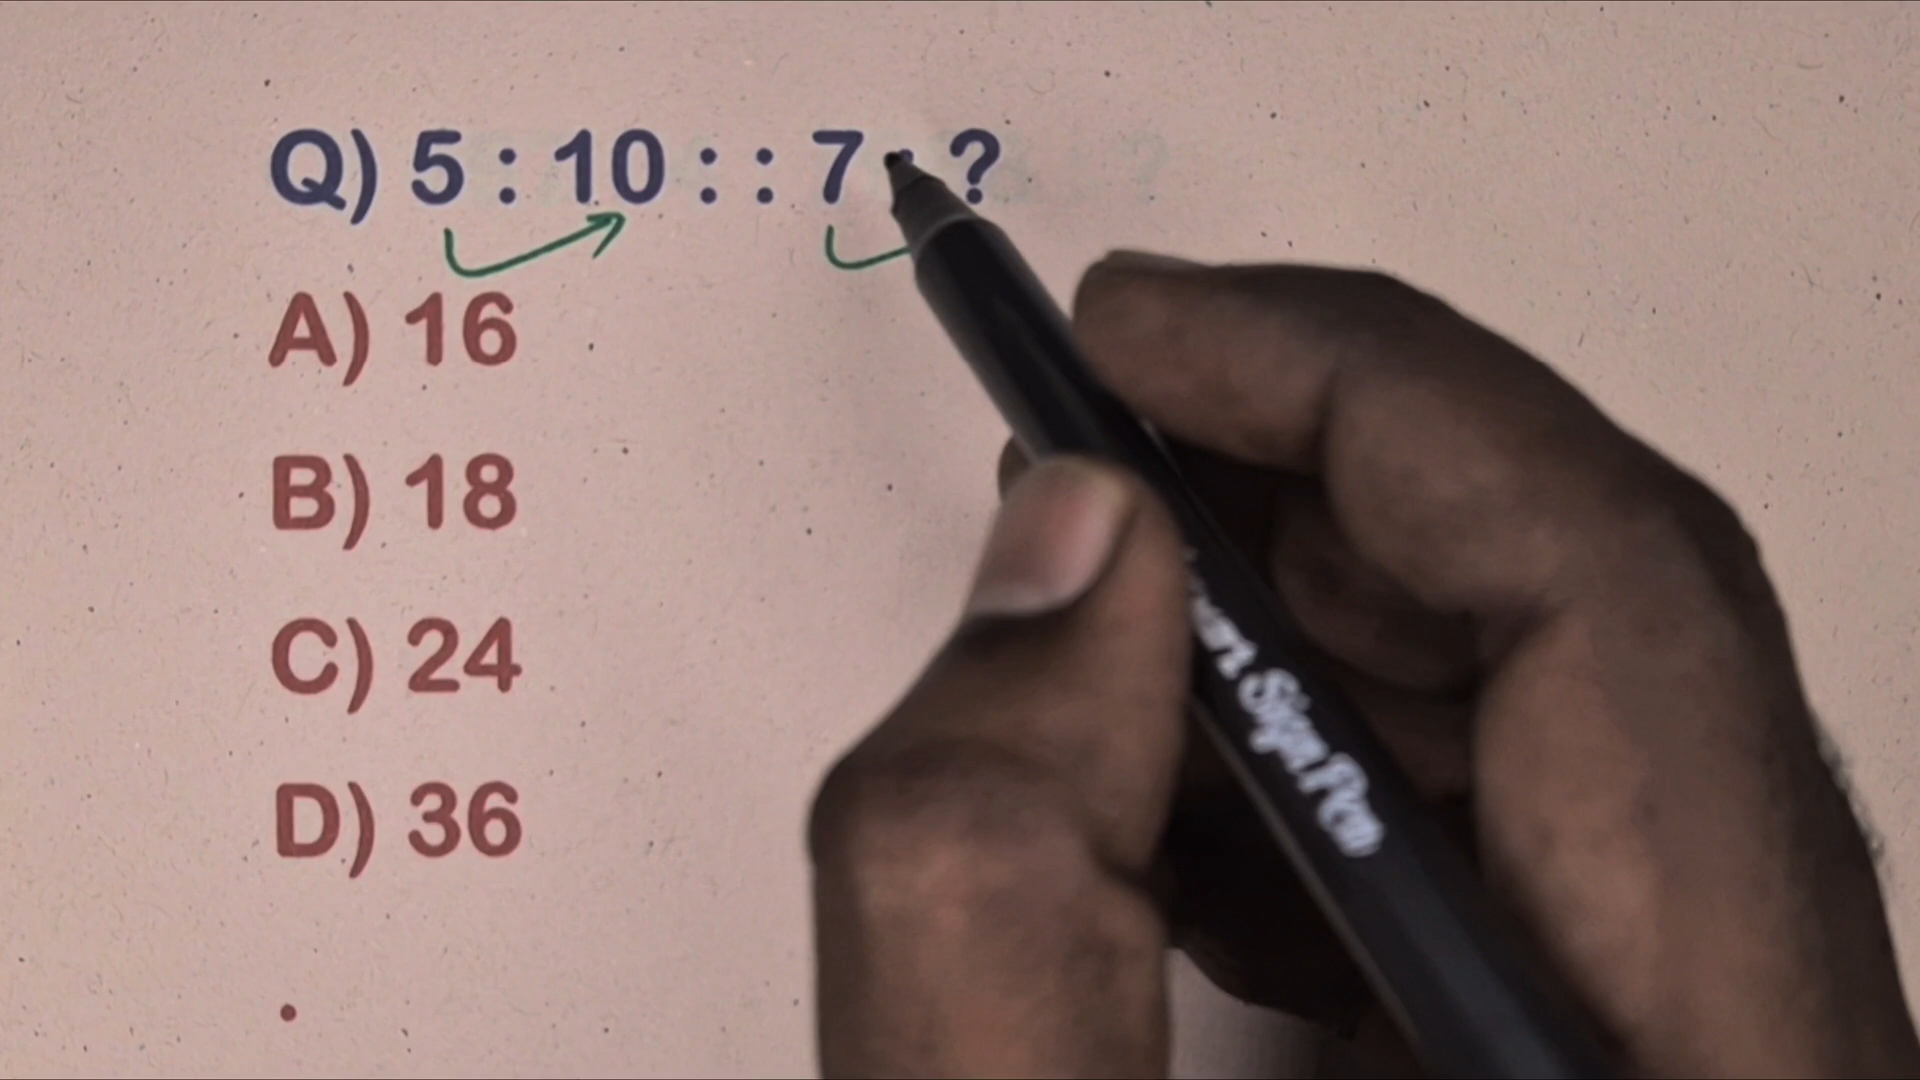 Q) 5 : 10 : : 7 : ?
A) 16
B) 18
C) 24
D) 36
Sign Pen